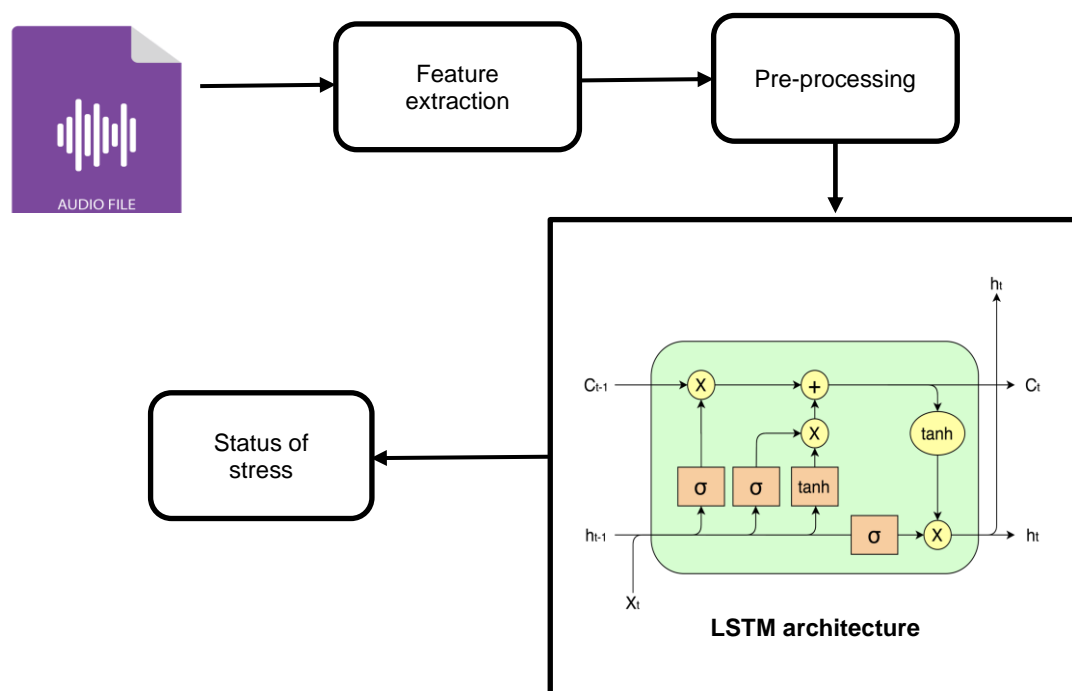 Feature
extraction
Pre-processing
AUDIO FILE
hₜ
Cₜ₋₁
X
+
Cₜ
X
tanh
σ
σ
tanh
hₜ₋₁
σ
X
hₜ
Xₜ
LSTM architecture
Status of
stress